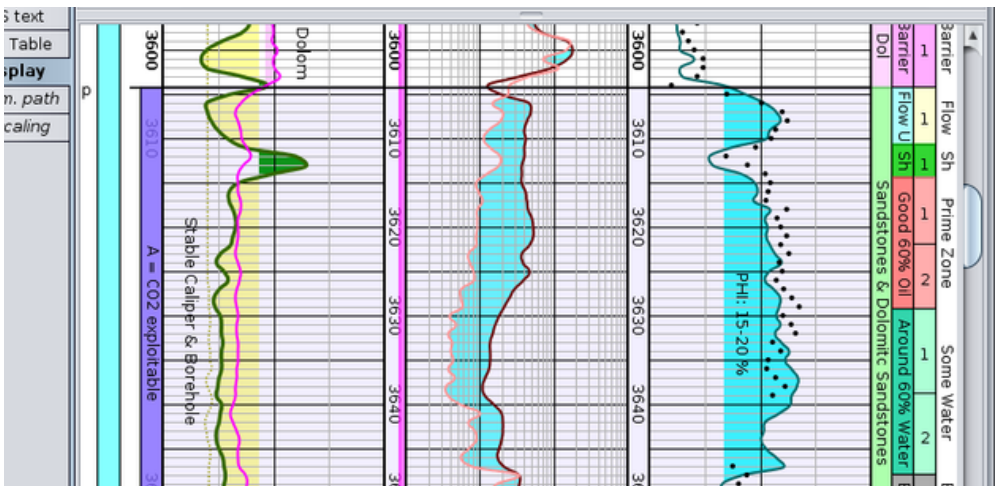 S text
Table
splay
m. path
caling
p
3600
3610
A = CO2 exploitable
Dolom
Stable Caliper & Borehole
3600
3610
3620
3630
3640
3600
3610
3620
3630
3640
PHI: 15-20 %
Dol
Sandstones & Dolomitc Sandstones
Barrier
Flow U
Sh
Good 60% Oil
Around 60% Water
1
1
1
1
2
1
2
Barrier
Flow
Sh
Prime Zone
Some Water